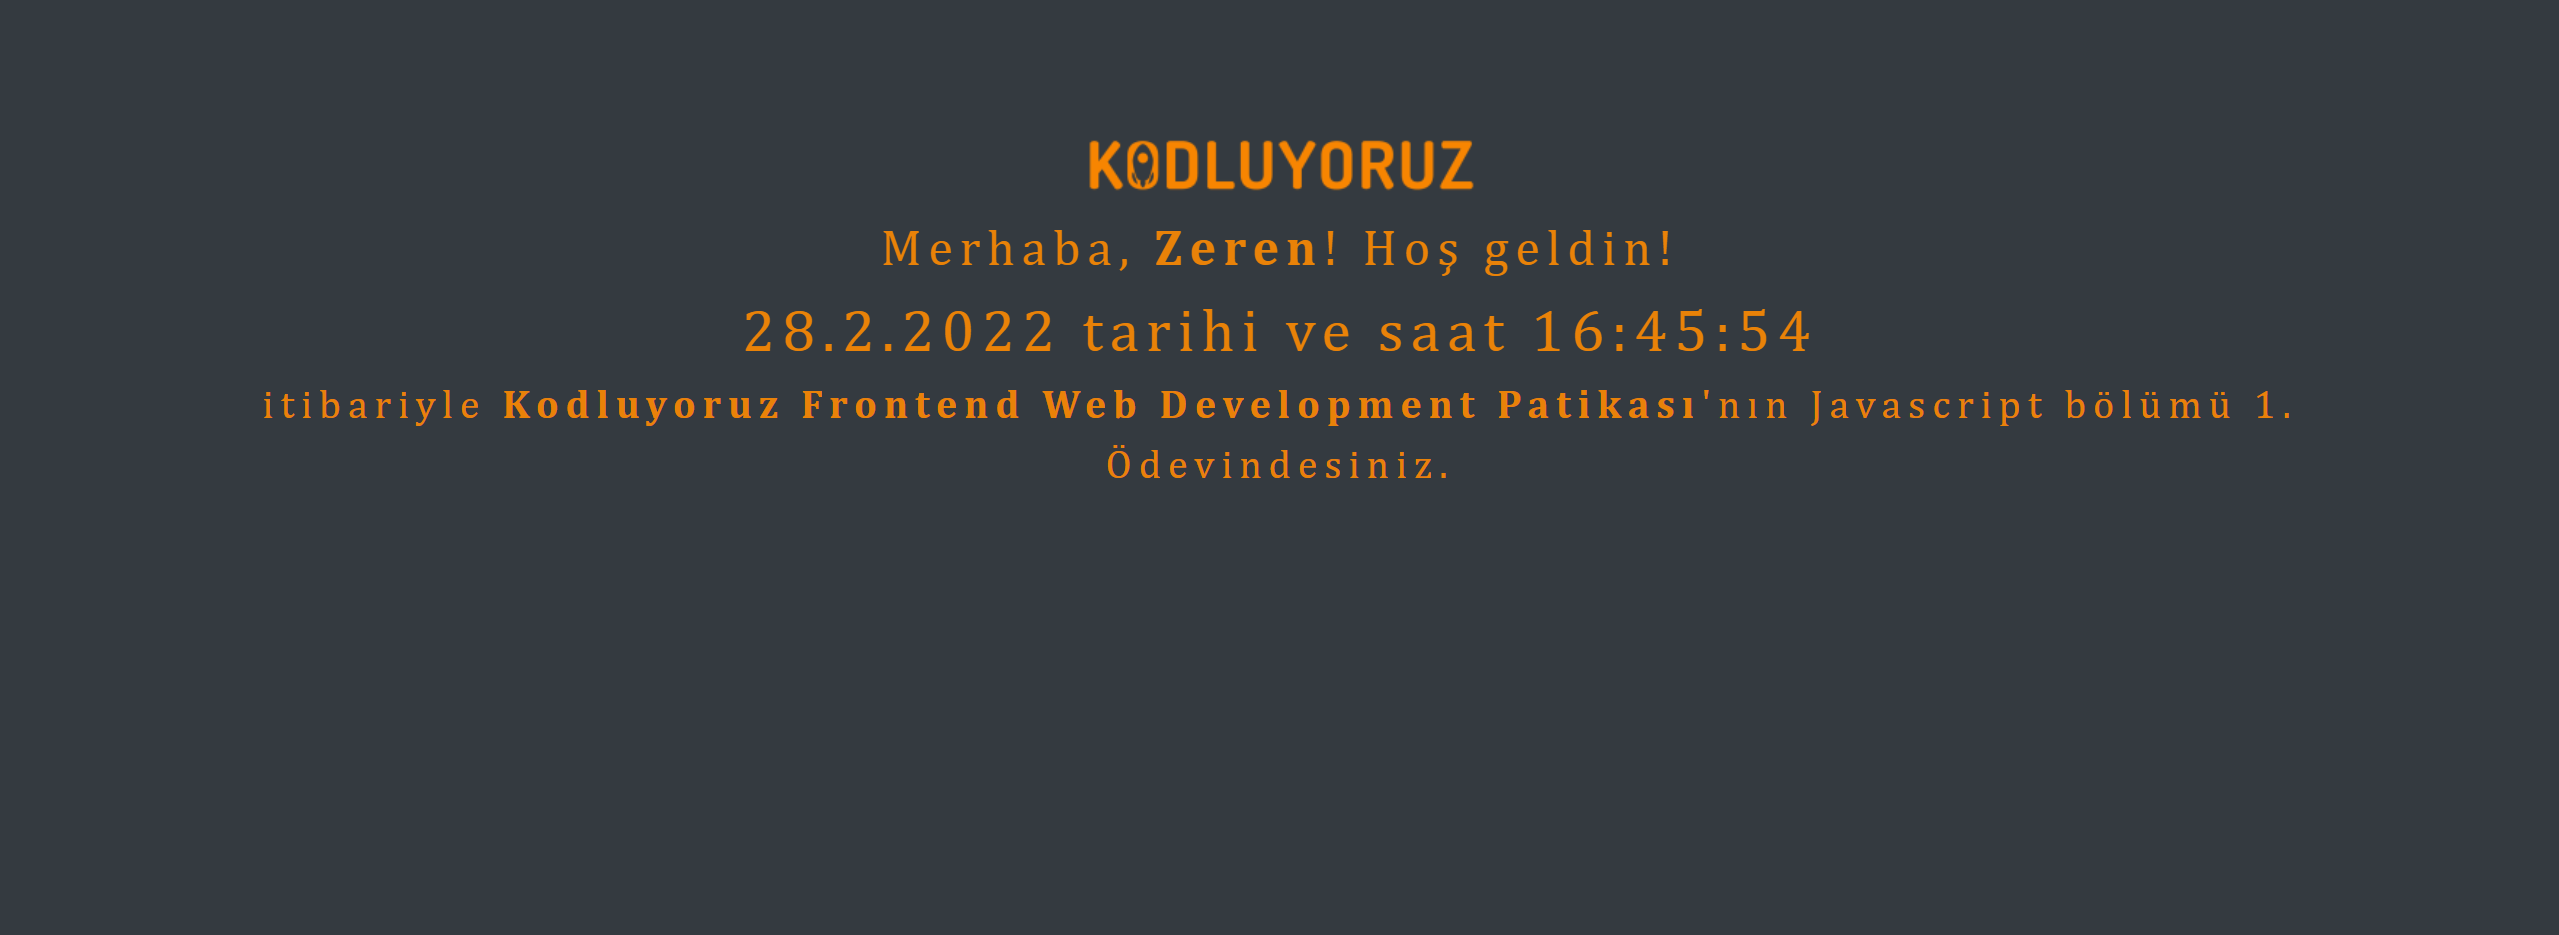 KODLUYORUZ
Merhaba, Zeren! Hoş geldin!
28.2.2022 tarihi ve saat 16:45:54
itibariyle Kodluyoruz Frontend Web Development Patikası'nın Javascript bölümü 1.
Ödevindesiniz.